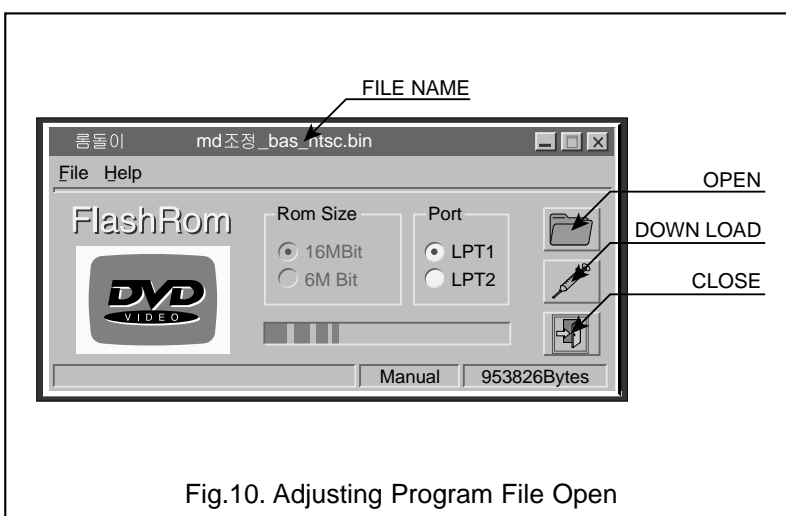 FILE NAME
롬돌이 md조정_bas_ntsc.bin
File Help
OPEN
FlashRom
Rom Size
Port
DOWN LOAD
16MBit
LPT1
6M Bit
LPT2
CLOSE
DVD
VIDEO
Manual
953826Bytes
Fig.10. Adjusting Program File Open